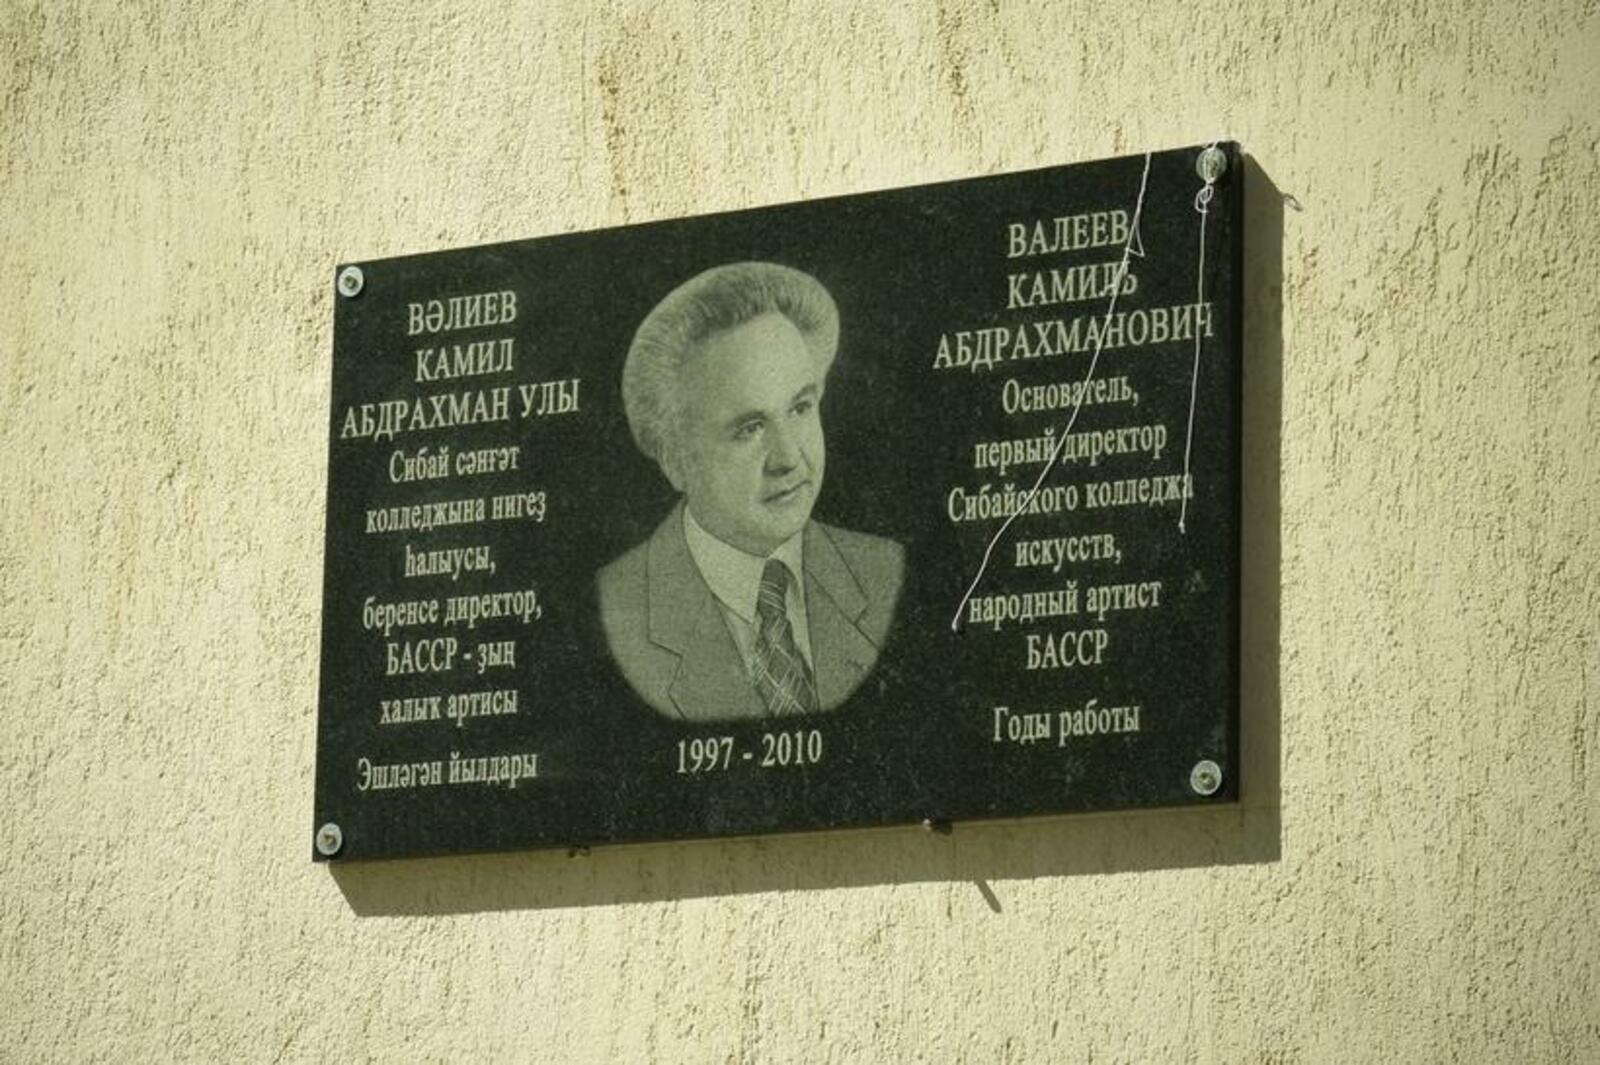 ВӘЛИЕВ
КАМИЛ
АБДРАХМАН УЛЫ
Сибай сәнғәт
колледжына нигеҙ
һалыусы,
беренсе директор,
БАССР - ҙың
халыҡ артисы
Эшләгән йылдары
1997 - 2010
ВАЛЕЕВ
КАМИЛЬ
АБДРАХМАНОВИЧ
Основатель,
первый директор
Сибайского колледжа
искусств,
народный артист
БАССР
Годы работы